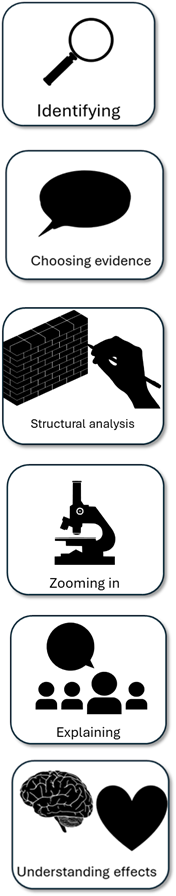 Identifying
Choosing evidence
Structural analysis
Zooming in
Explaining
Understanding effects